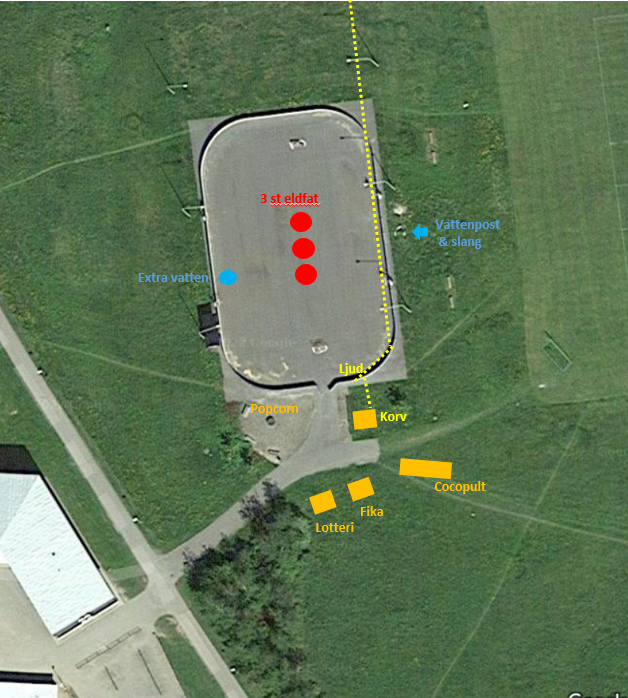 3 st eldfat
Vattenpost
& slang
Extra vatten
Ljud
Popcorn
Korv
Cocopult
Fika
Lotteri